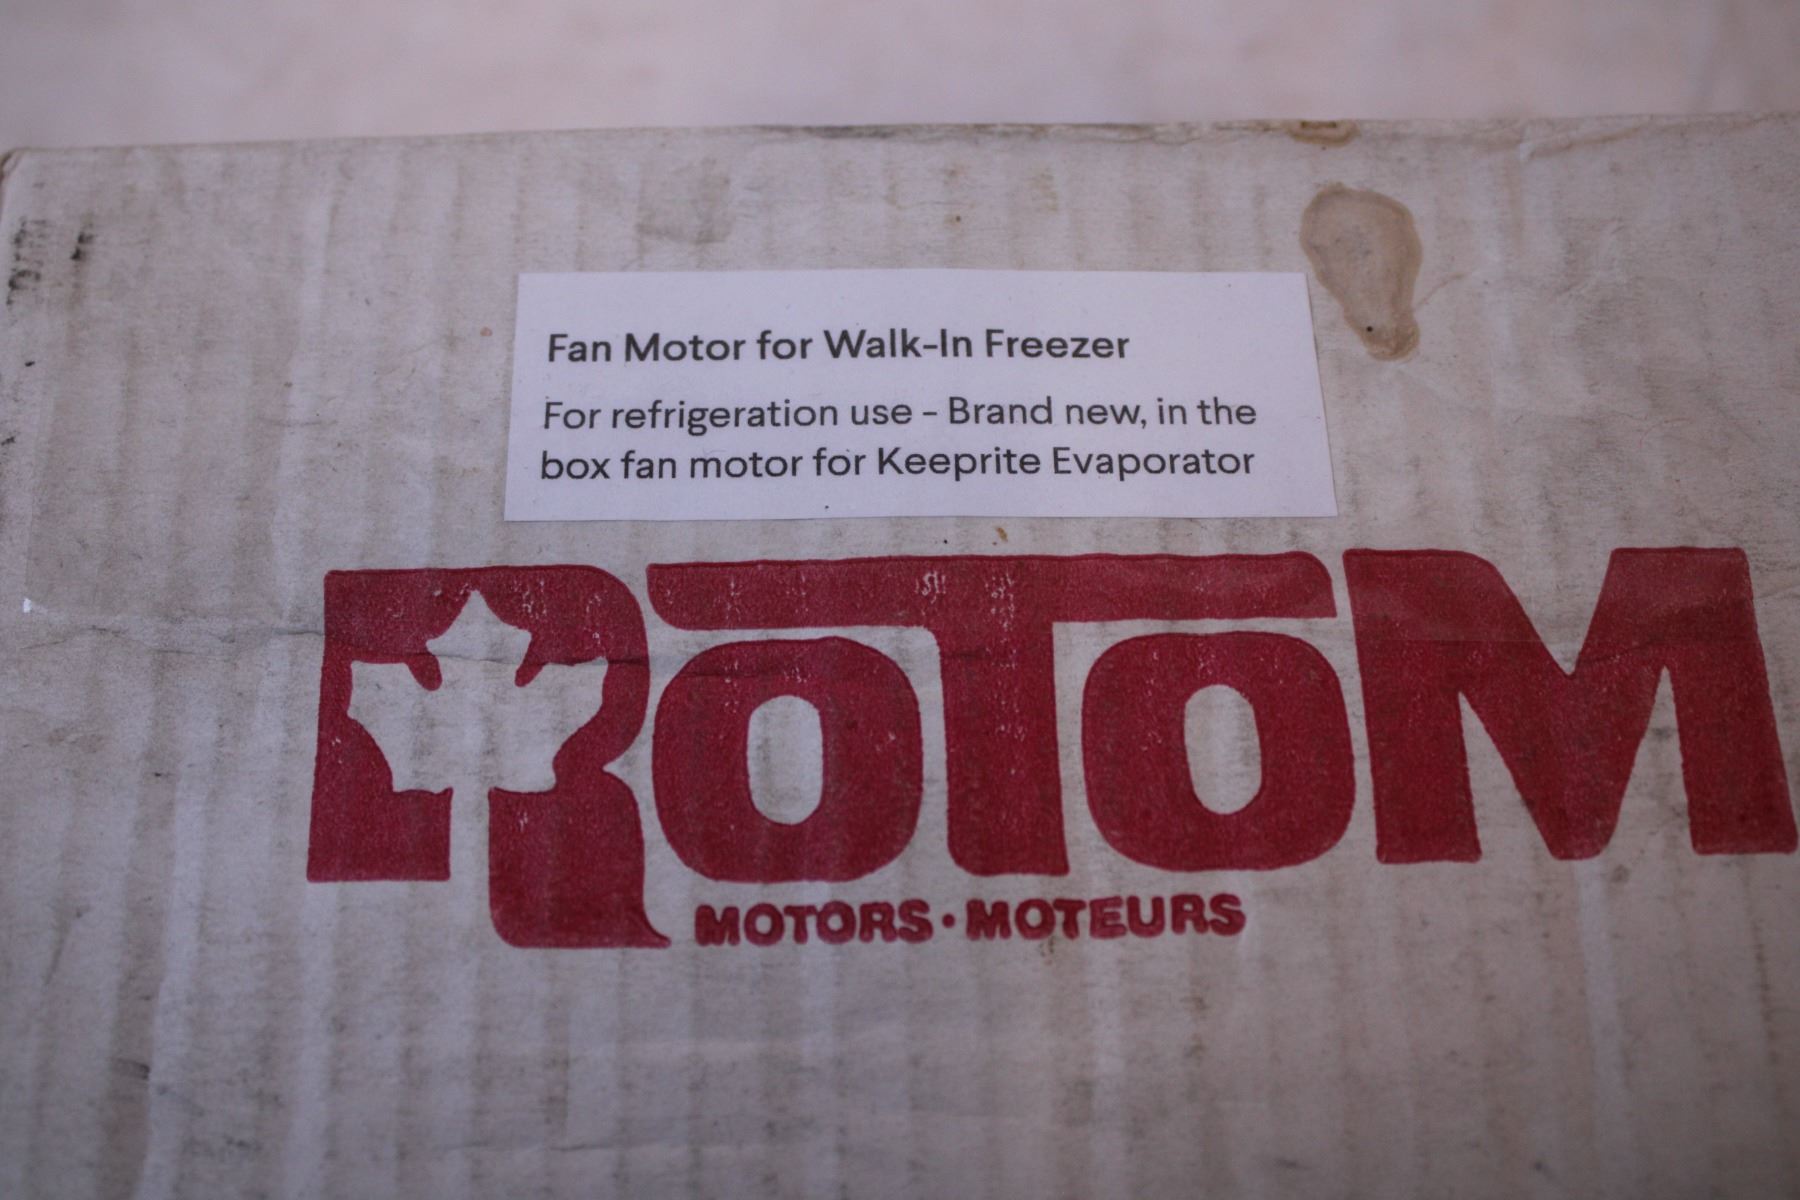 Fan Motor for Walk-In Freezer
For refrigeration use - Brand new, in the
box fan motor for Keeprite Evaporator
ROTOM
MOTORS • MOTEURS